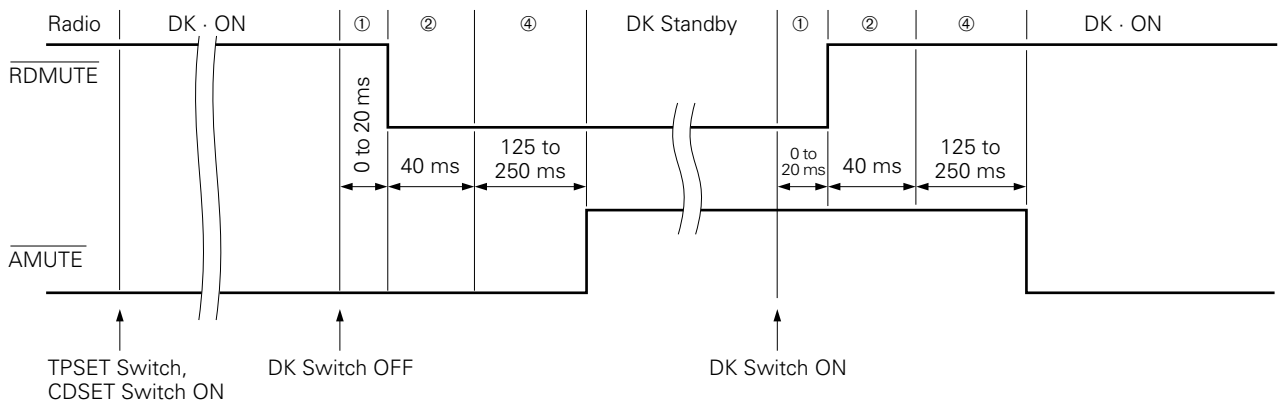 Radio DK · ON ① ② ④ DK Standby ① ② ④ DK · ON
RDMUTE
0 to 20 ms
40 ms
125 to
250 ms
0 to
20 ms
40 ms
125 to
250 ms
AMUTE
TPSET Switch,
CDSET Switch ON
DK Switch OFF
DK Switch ON